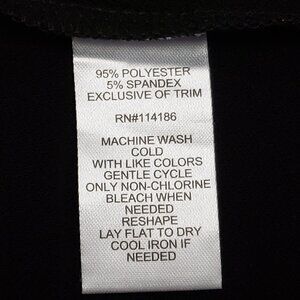 95% POLYESTER
5% SPANDEX
EXCLUSIVE OF TRIM
RN#114186
MACHINE WASH
COLD
WITH LIKE COLORS
GENTLE CYCLE
ONLY NON-CHLORINE
BLEACH WHEN
NEEDED
RESHAPE
LAY FLAT TO DRY
COOL IRON IF
NEEDED